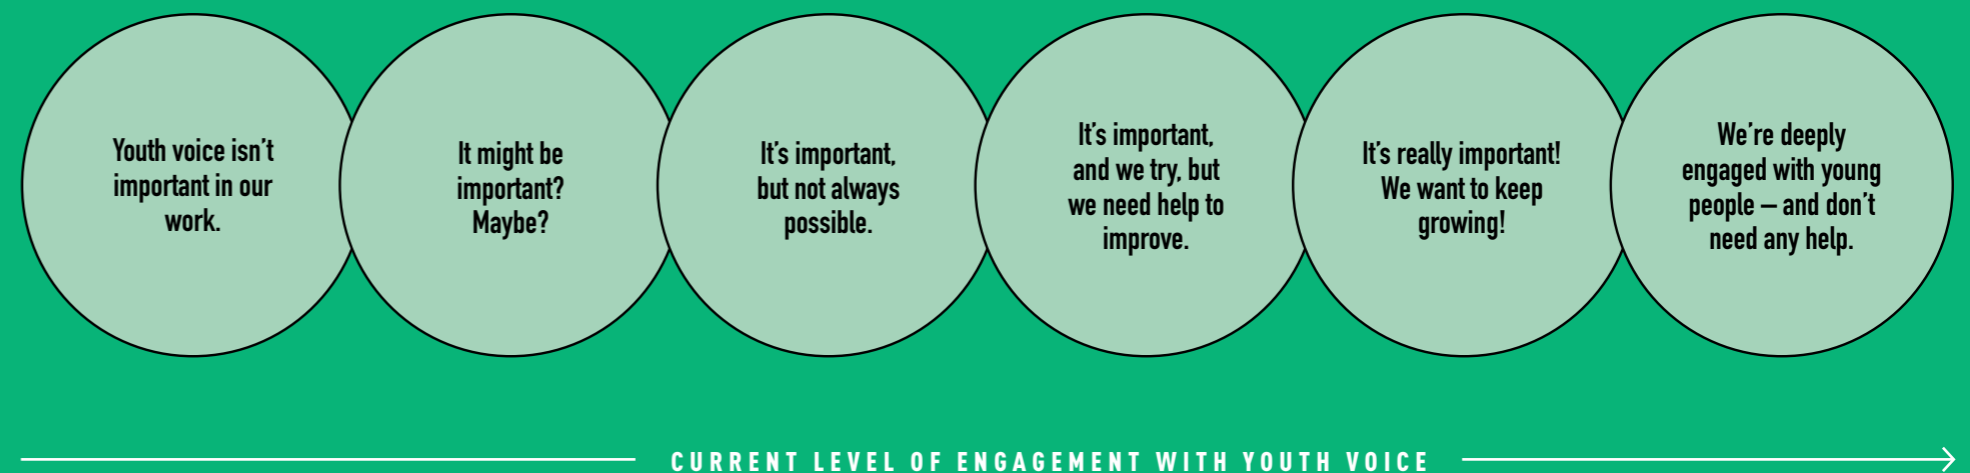 Youth voice isn’t
important in our
work.
It might be
important?
Maybe?
It’s important,
but not always
possible.
It’s important,
and we try, but
we need help to
improve.
It’s really important!
We want to keep
growing!
We’re deeply
engaged with young
people – and don’t
need any help.
CURRENT LEVEL OF ENGAGEMENT WITH YOUTH VOICE